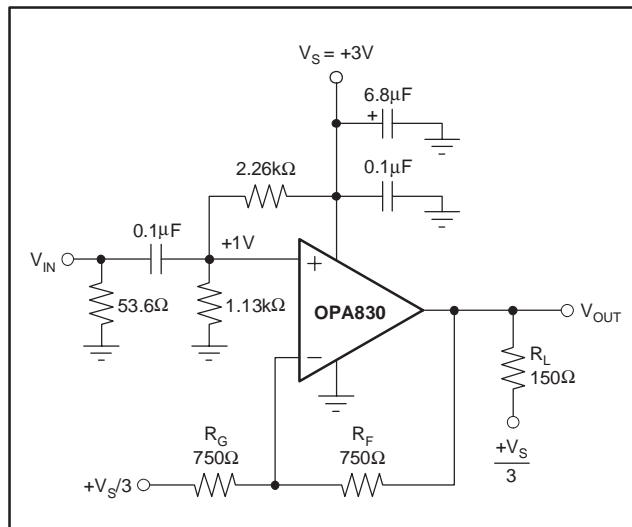 V_S = +3V
6.8μF
+
2.26kΩ
0.1μF
0.1μF
+1V
V_IN
+
53.6Ω
1.13kΩ
OPA830
V_OUT
−
R_L
150Ω
R_G
750Ω
R_F
750Ω
+V_S/3
+V_S
3